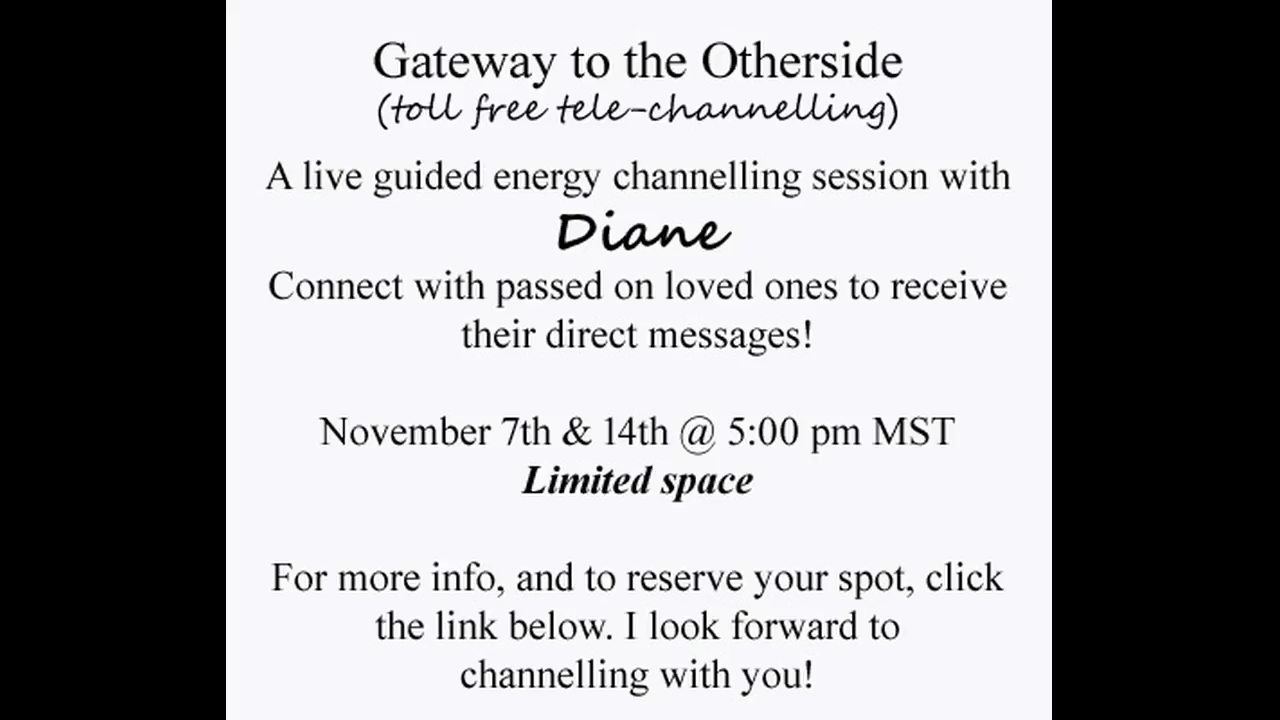 Gateway to the Otherside
(toll free tele-channelling)
A live guided energy channelling session with
Diane
Connect with passed on loved ones to receive
their direct messages!
November 7th & 14th @ 5:00 pm MST
Limited space
For more info, and to reserve your spot, click
the link below. I look forward to
channelling with you!